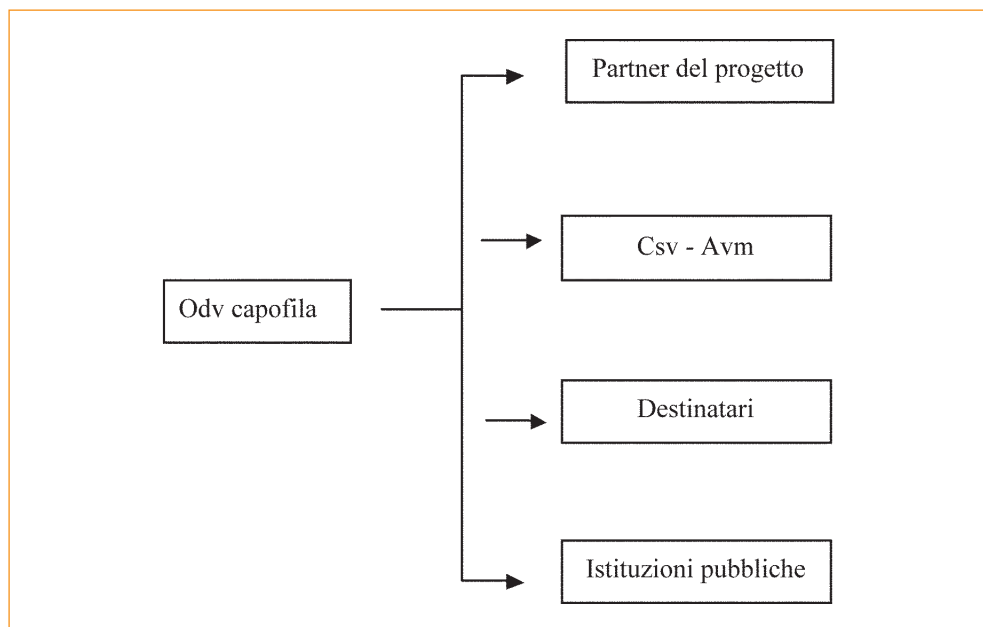 Partner del progetto
Csv - Avm
Odv capofila
Destinatari
Istituzioni pubbliche